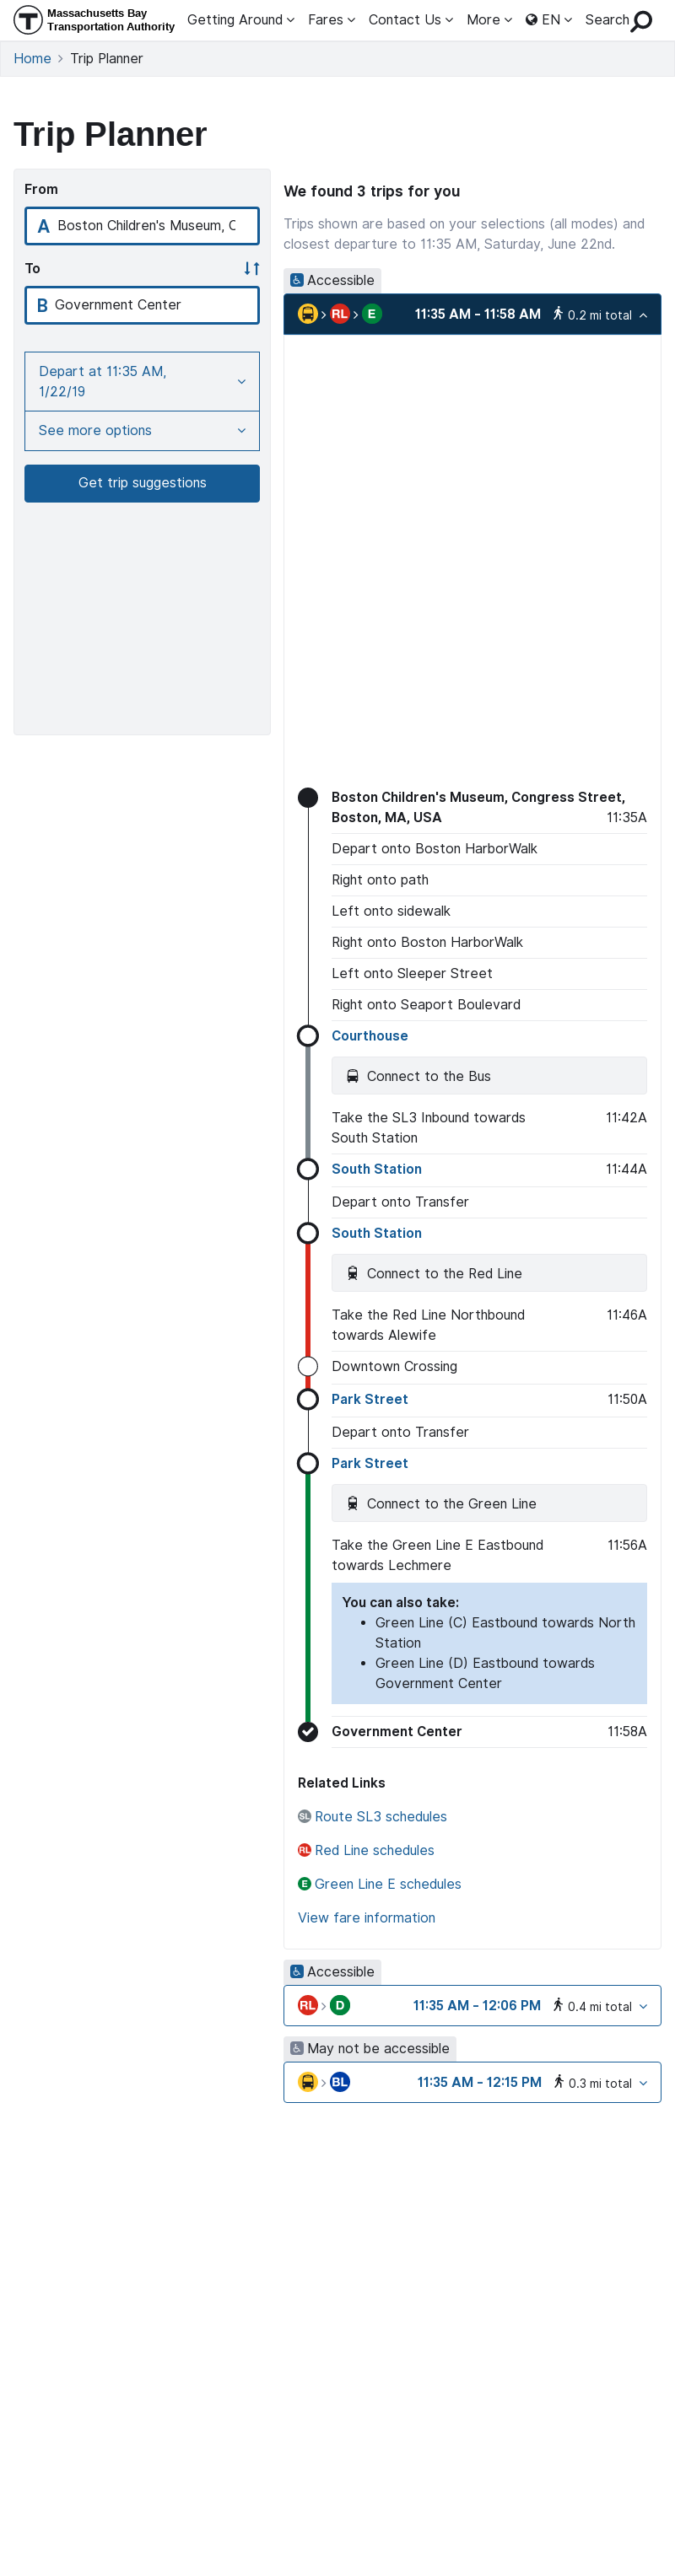 Massachusetts Bay
Transportation Authority
Getting Around
Fares
Contact Us
More
EN
Search
Home
Trip Planner
Trip Planner
From
A Boston Children's Museum, C
To
B Government Center
Depart at 11:35 AM,
1/22/19
See more options
Get trip suggestions
We found 3 trips for you
Trips shown are based on your selections (all modes) and
closest departure to 11:35 AM, Saturday, June 22nd.
Accessible
RL E 11:35 AM - 11:58 AM 0.2 mi total
Boston Children's Museum, Congress Street,
Boston, MA, USA 11:35A
Depart onto Boston HarborWalk
Right onto path
Left onto sidewalk
Right onto Boston HarborWalk
Left onto Sleeper Street
Right onto Seaport Boulevard
Courthouse
Connect to the Bus
Take the SL3 Inbound towards 11:42A
South Station
South Station 11:44A
Depart onto Transfer
South Station
Connect to the Red Line
Take the Red Line Northbound 11:46A
towards Alewife
Downtown Crossing
Park Street 11:50A
Depart onto Transfer
Park Street
Connect to the Green Line
Take the Green Line E Eastbound 11:56A
towards Lechmere
You can also take:
• Green Line (C) Eastbound towards North
Station
• Green Line (D) Eastbound towards
Government Center
Government Center 11:58A
Related Links
SL Route SL3 schedules
RL Red Line schedules
E Green Line E schedules
View fare information
Accessible
RL D 11:35 AM - 12:06 PM 0.4 mi total
May not be accessible
BL 11:35 AM - 12:15 PM 0.3 mi total